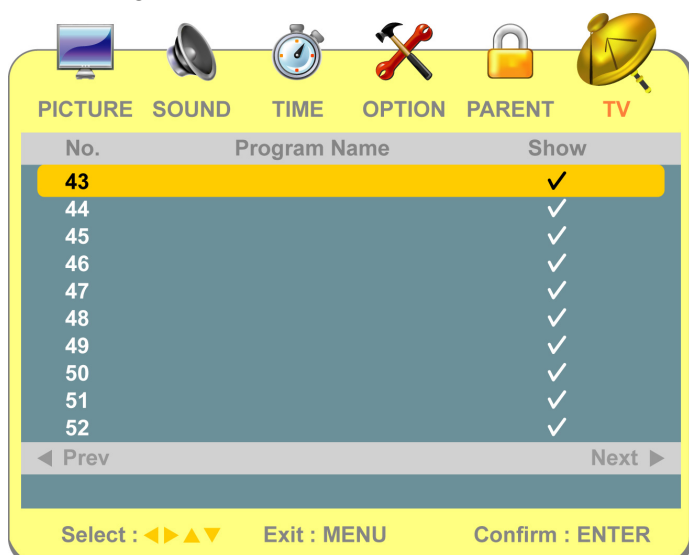 PICTURE SOUND TIME OPTION PARENT TV
No. Program Name Show
43 ✓
44 ✓
45 ✓
46 ✓
47 ✓
48 ✓
49 ✓
50 ✓
51 ✓
52 ✓
◀ Prev Next ▶
Select : ◀▶▲▼ Exit : MENU Confirm : ENTER